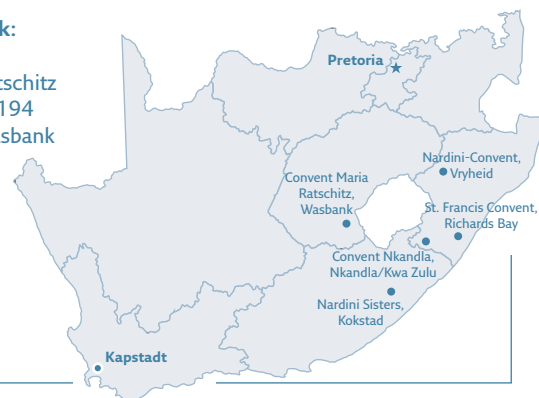 k:
tschitz
194
sbank
Pretoria
Nardini-Convent,
Vryheid
Convent Maria
Ratschitz,
Wasbank
St. Francis Convent,
Richards Bay
Convent Nkandla,
Nkandla/Kwa Zulu
Nardini Sisters,
Kokstad
Kapstadt